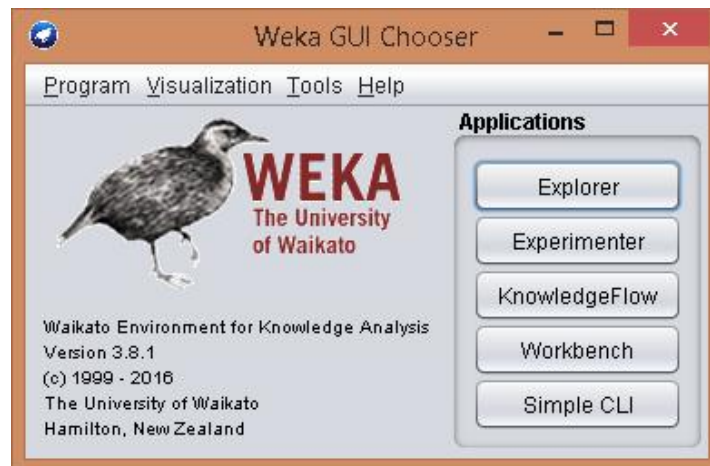 Weka GUI Chooser
Program Visualization Tools Help
WEKA
The University
of Waikato
Waikato Environment for Knowledge Analysis
Version 3.8.1
(c) 1999 - 2016
The University of Waikato
Hamilton, New Zealand
Applications
Explorer
Experimenter
KnowledgeFlow
Workbench
Simple CLI